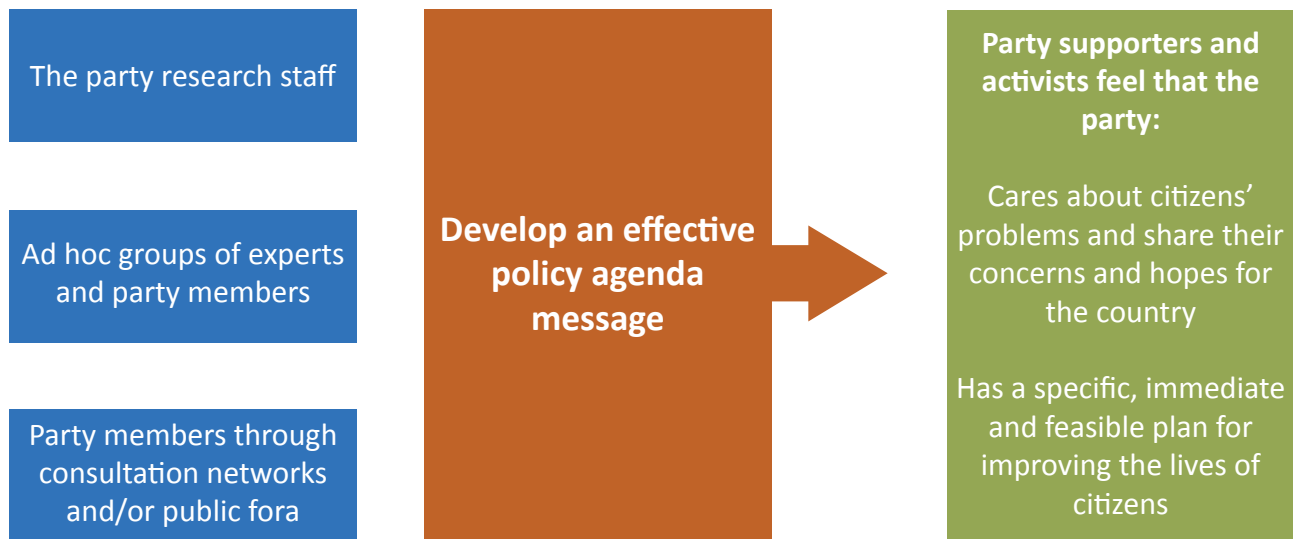 The party research staff
Ad hoc groups of experts
and party members
Party members through
consultation networks
and/or public fora
Develop an effective
policy agenda
message
Party supporters and
activists feel that the
party:
Cares about citizens’
problems and share their
concerns and hopes for
the country
Has a specific, immediate
and feasible plan for
improving the lives of
citizens